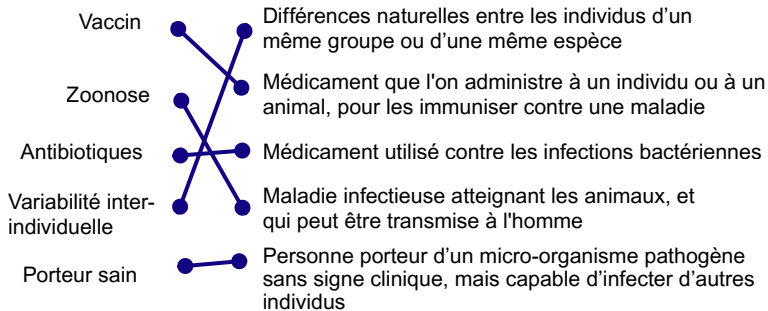 Vaccin
Différences naturelles entre les individus d’un
même groupe ou d’une même espèce
Zoonose
Médicament que l'on administre à un individu ou à un
animal, pour les immuniser contre une maladie
Antibiotiques
Médicament utilisé contre les infections bactériennes
Variabilité inter-
individuelle
Maladie infectieuse atteignant les animaux, et
qui peut être transmise à l'homme
Porteur sain
Personne porteur d’un micro-organisme pathogène
sans signe clinique, mais capable d’infecter d’autres
individus